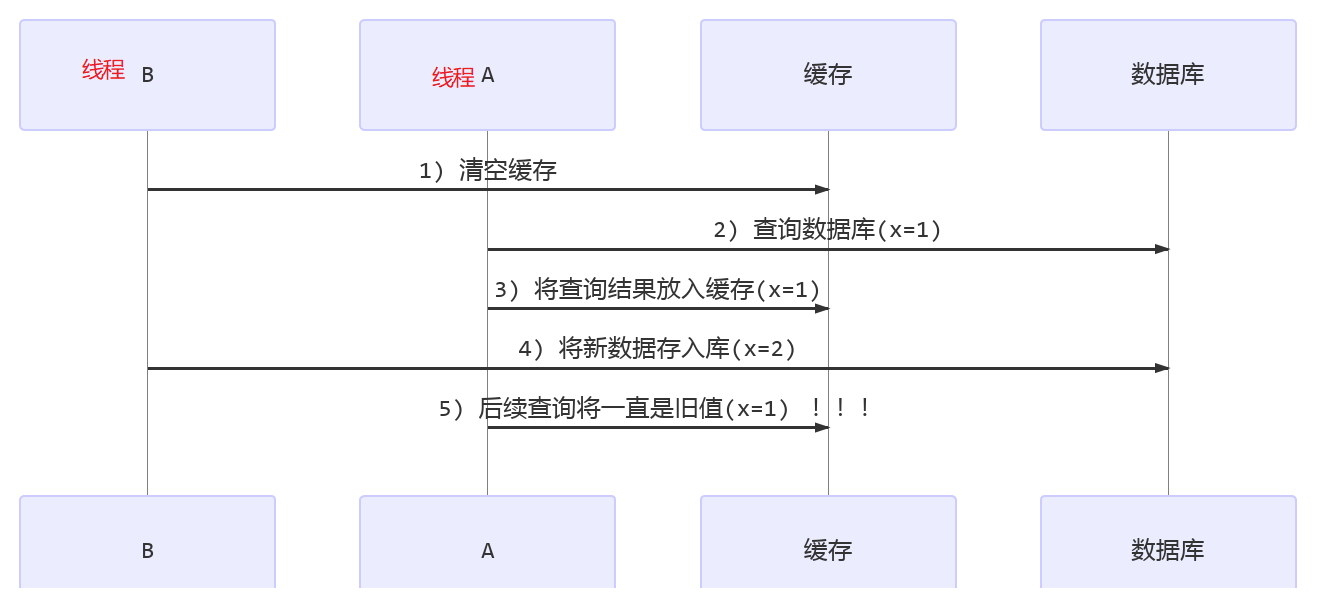 线程 B
线程 A
缓存
数据库
1) 清空缓存
2) 查询数据库(x=1)
3) 将查询结果放入缓存(x=1)
4) 将新数据存入库(x=2)
5) 后续查询将一直是旧值(x=1) ！！！
B
A
缓存
数据库